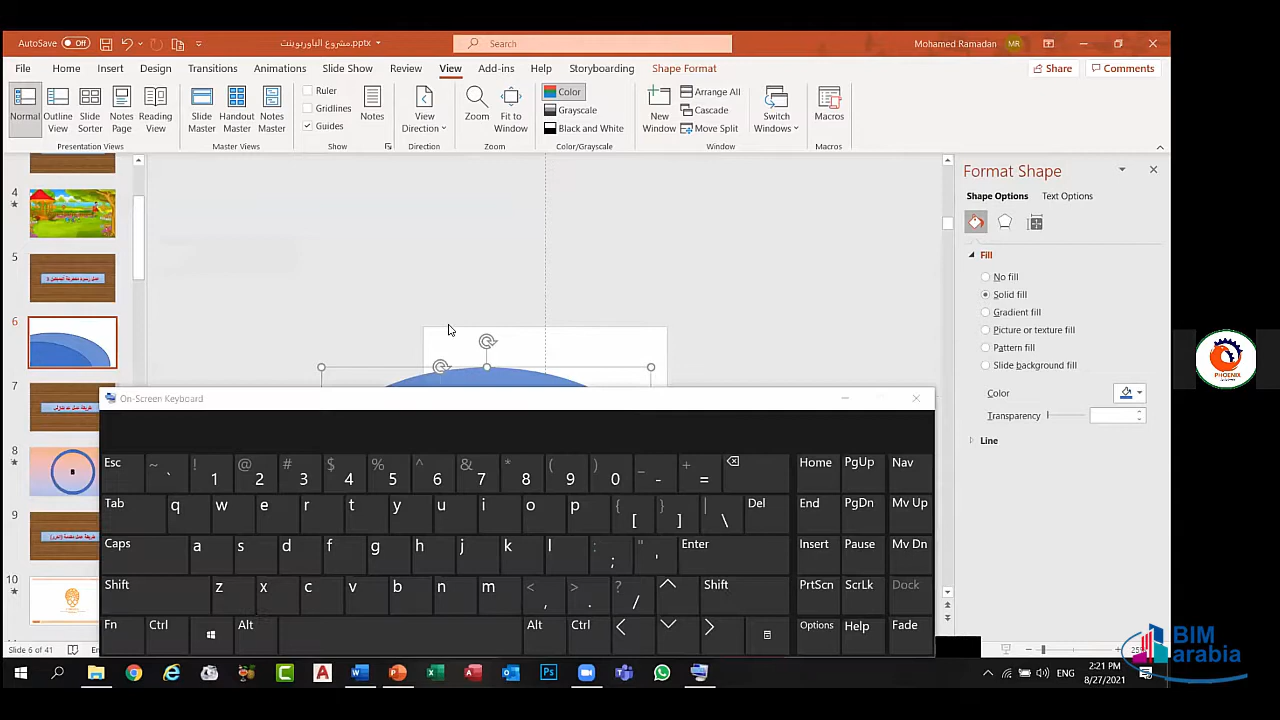 AutoSave Off مشروع الباوربوينت.pptx Search Mohamed Ramadan MR
File Home Insert Design Transitions Animations Slide Show Review View Add-ins Help Storyboarding Shape Format Share Comments
Normal Outline View Slide Sorter Notes Page Reading View
Presentation Views
Slide Master Handout Master Notes Master
Master Views
Ruler
Gridlines
Guides
Notes
Show
View Direction
Direction
Zoom Fit to Window
Zoom
Color
Grayscale
Black and White
Color/Grayscale
New Window
Arrange All
Cascade
Move Split
Switch Windows
Window
Macros
Macros
4
5
6
7
8
B
9
10
Format Shape
Shape Options Text Options
Fill
No fill
Solid fill
Gradient fill
Picture or texture fill
Pattern fill
Slide background fill
Color
Transparency
Line
On-Screen Keyboard
Esc ~ ` ! 1 @ 2 # 3 $ 4 % 5 ^ 6 & 7 * 8 ( 9 ) 0 _ - + = Home PgUp Nav
Tab q w e r t y u i o p { [ } ] | \ Del End PgDn Mv Up
Caps a s d f g h j k l : ; " ' Enter Insert Pause Mv Dn
Shift z x c v b n m < , > . ? / Shift PrtScn ScrLk Dock
Fn Ctrl Alt Alt Ctrl Options Help Fade
Slide 6 of 41
PHOENIX
BIM arabia
ENG
2:21 PM
8/27/2021